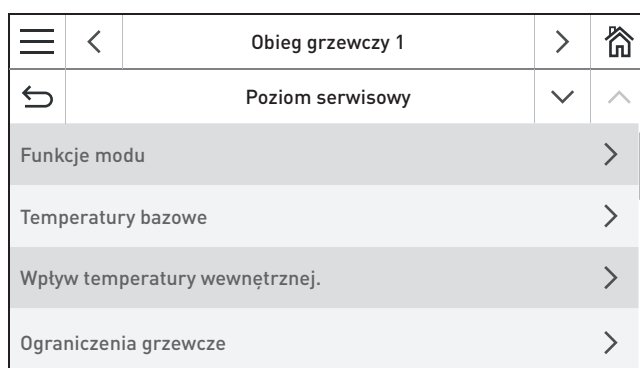 Obieg grzewczy 1
Poziom serwisowy
Funkcje modu
Temperatury bazowe
Wpływ temperatury wewnętrznej.
Ograniczenia grzewcze